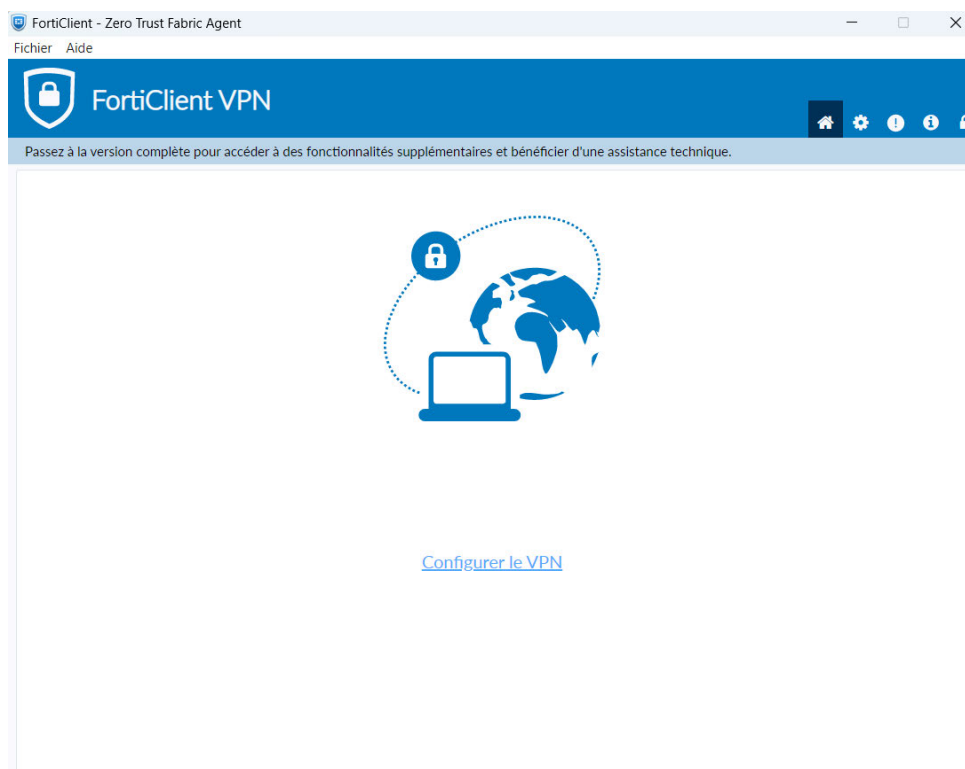 FortiClient - Zero Trust Fabric Agent
Fichier Aide
FortiClient VPN
Passez à la version complète pour accéder à des fonctionnalités supplémentaires et bénéficier d'une assistance technique.
Configurer le VPN